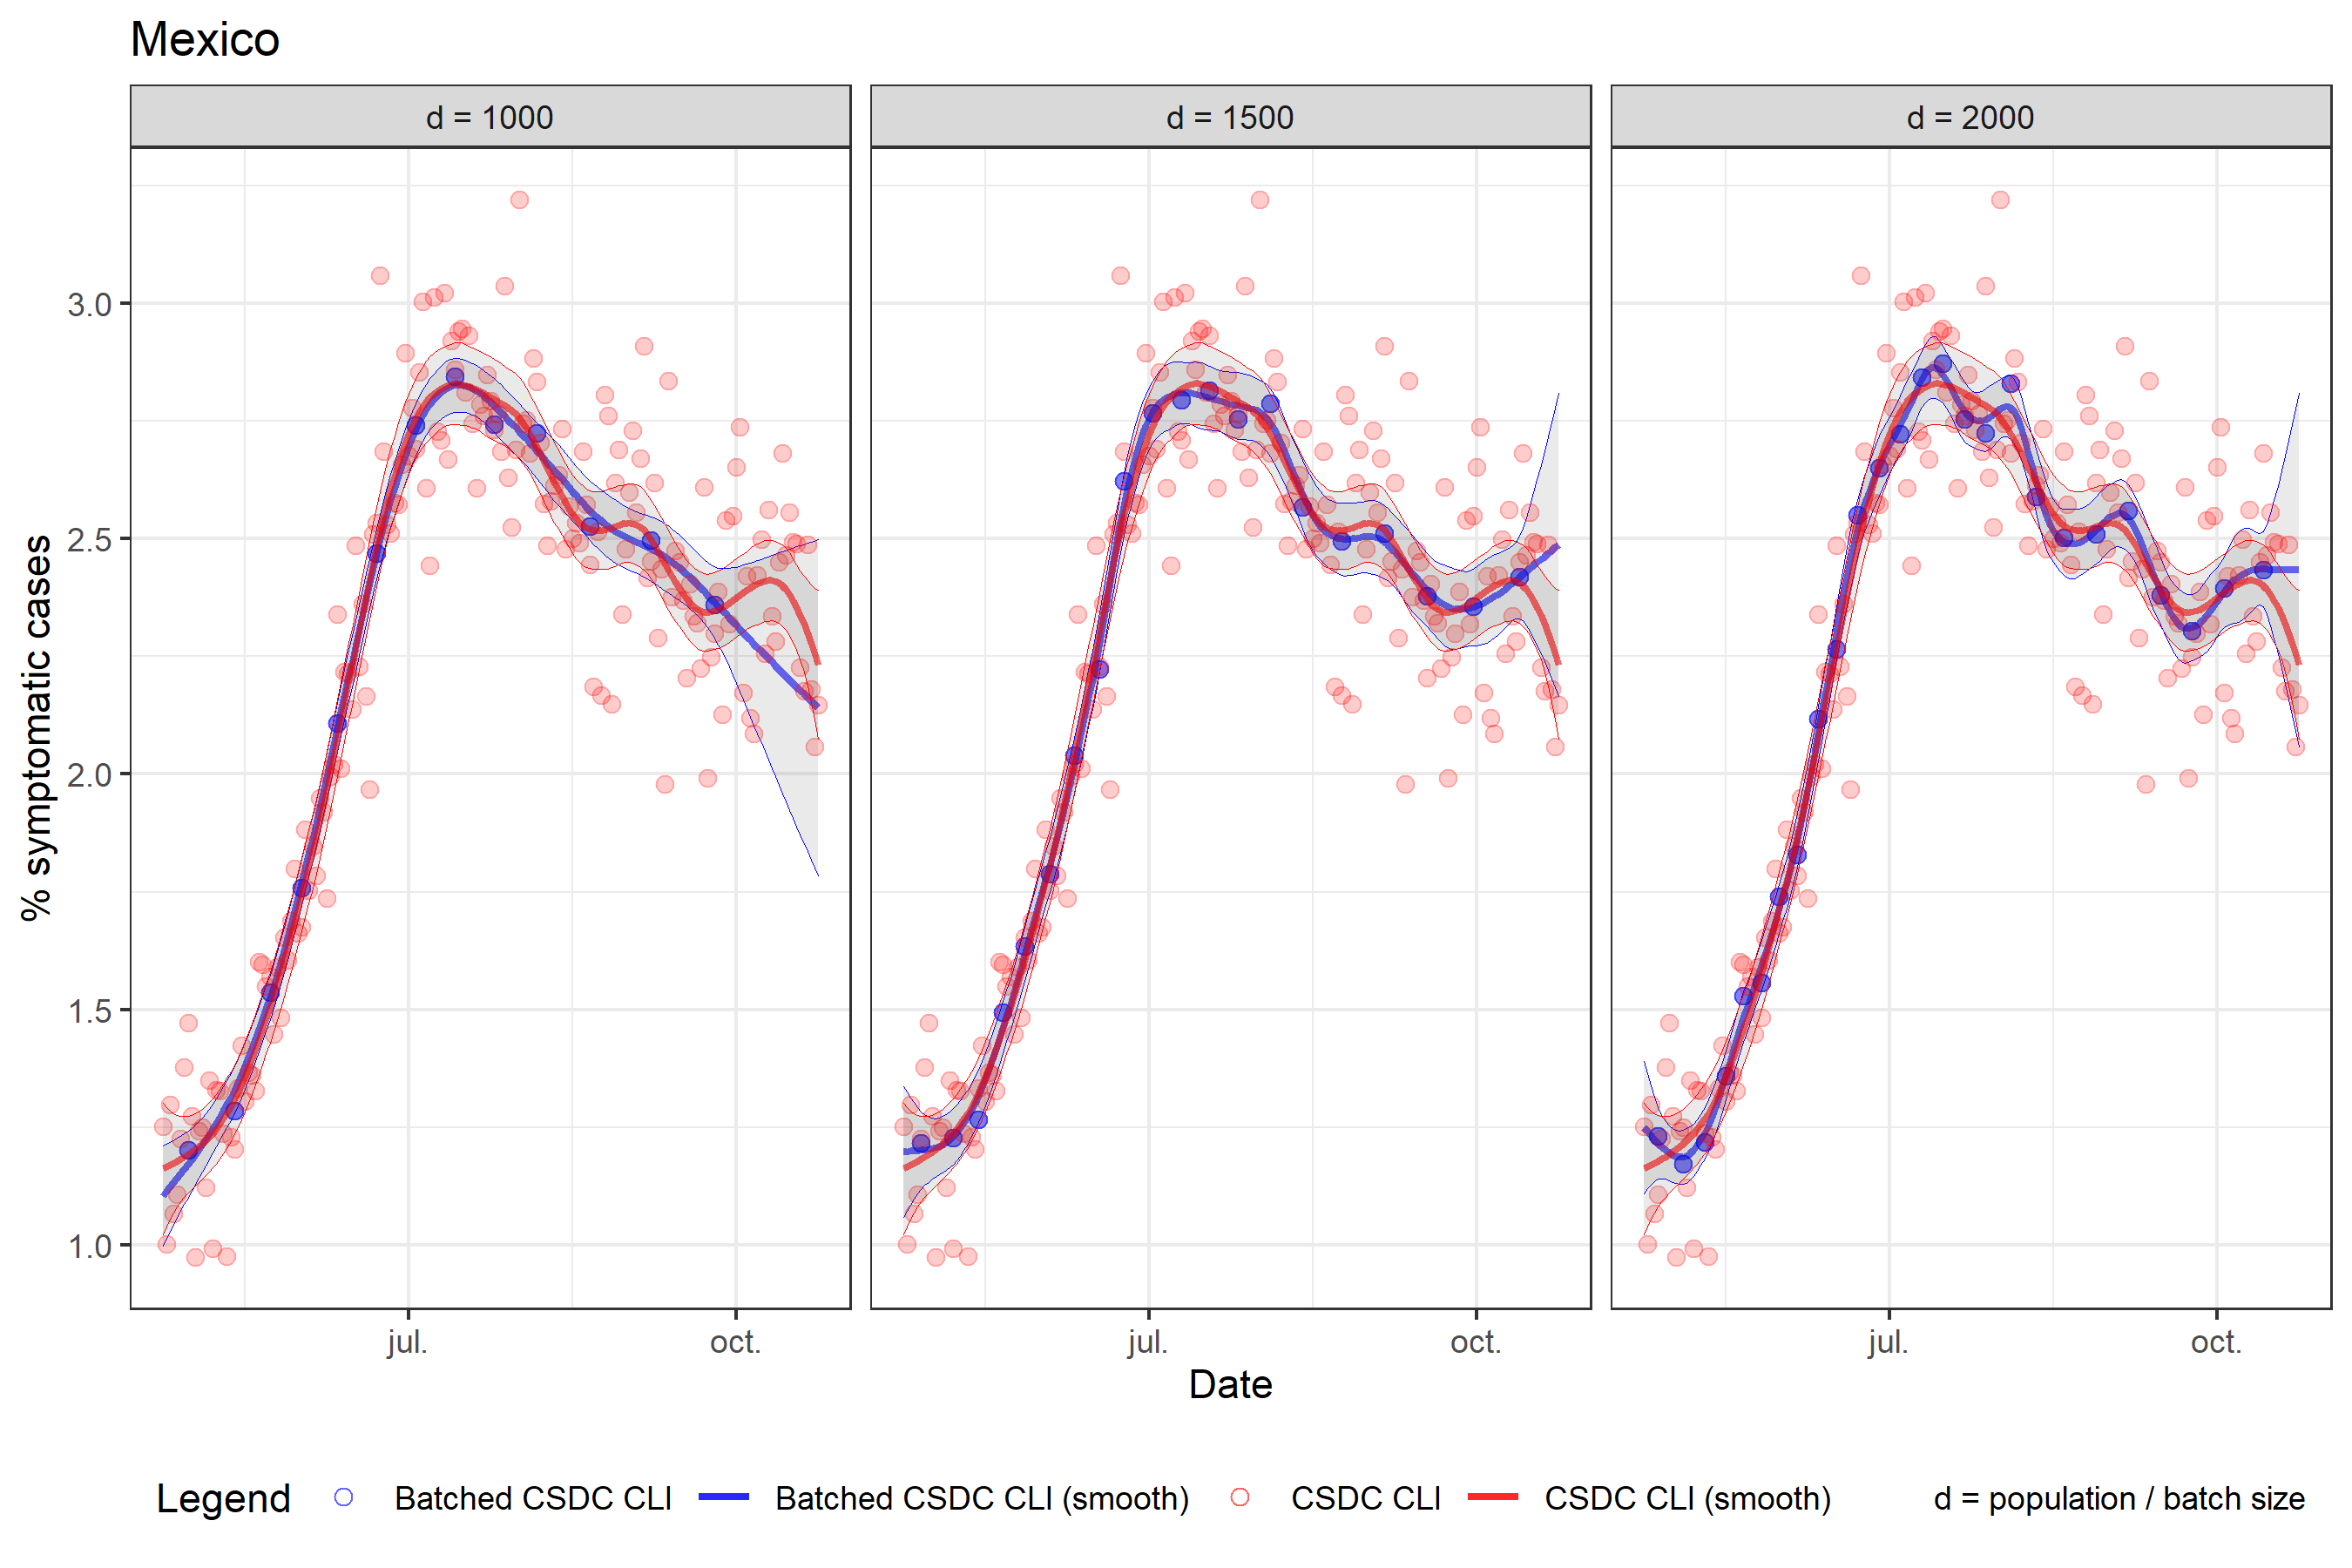 Mexico
d = 1000
d = 1500
d = 2000
% symptomatic cases
3.0
2.5
2.0
1.5
1.0
jul.
oct.
jul.
oct.
jul.
oct.
Date
Legend
Batched CSDC CLI
Batched CSDC CLI (smooth)
CSDC CLI
CSDC CLI (smooth)
d = population / batch size